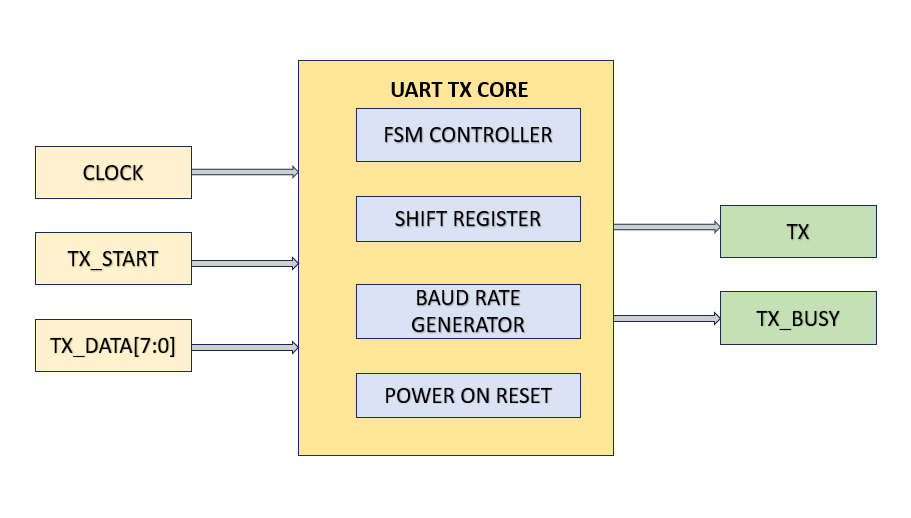 UART TX CORE
FSM CONTROLLER
CLOCK
SHIFT REGISTER
TX
TX_START
BAUD RATE
GENERATOR
TX_BUSY
TX_DATA[7:0]
POWER ON RESET